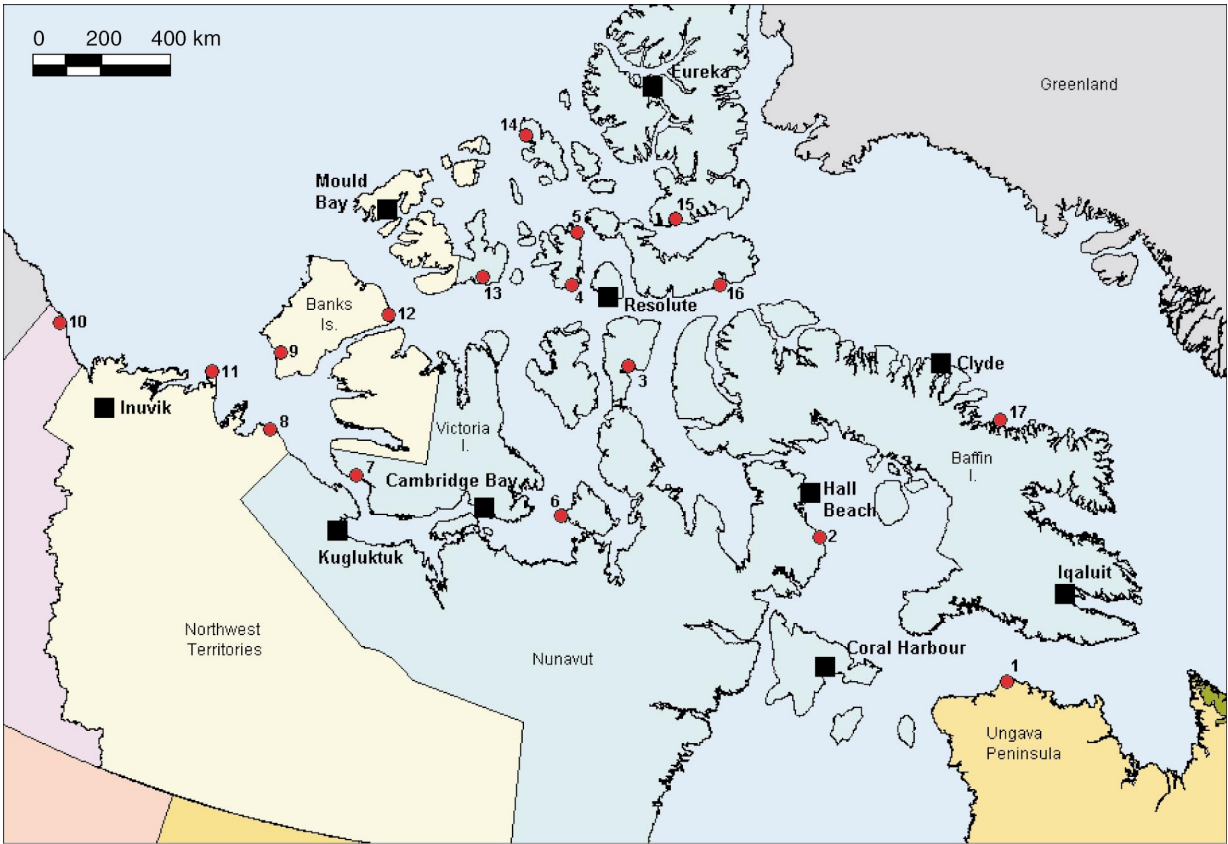 0 200 400 km
Eureka
Greenland
14
Mould
Bay
15
5
13
4
16
Resolute
Banks
Is.
12
10
9
3
Clyde
11
Inuvik
8
17
Victoria
I.
Baffin
I.
7
Cambridge Bay
Hall
Beach
6
2
Kugluktuk
Iqaluit
Northwest
Territories
Nunavut
Coral Harbour
1
Ungava
Peninsula